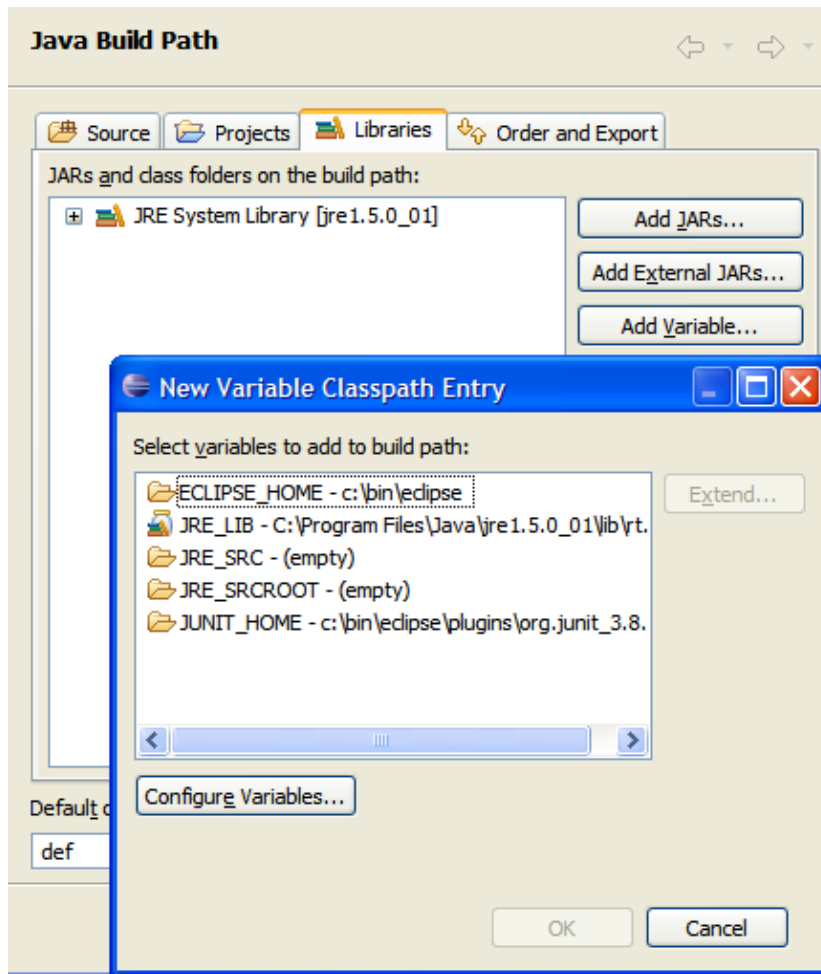 Java Build Path
Source Projects Libraries Order and Export
JARs and class folders on the build path:
JRE System Library [jre1.5.0_01]
Add JARs...
Add External JARs...
Add Variable...
New Variable Classpath Entry
Select variables to add to build path:
ECLIPSE_HOME - c:\bin\eclipse
Extend...
JRE_LIB - C:\Program Files\Java\jre1.5.0_01\lib\rt.
JRE_SRC - (empty)
JRE_SRCROOT - (empty)
JUNIT_HOME - c:\bin\eclipse\plugins\org.junit_3.8.
Configure Variables...
Default
def
OK Cancel